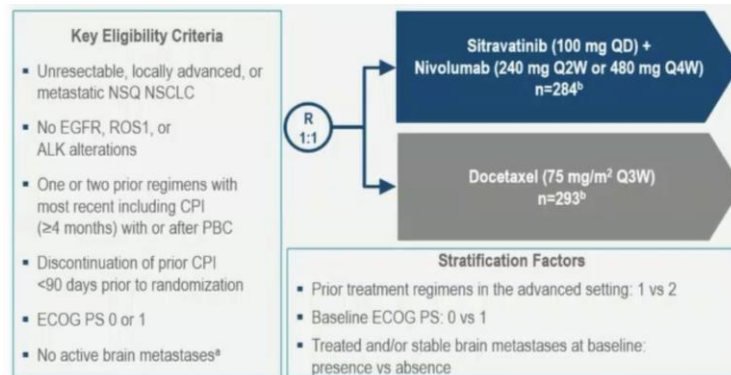 Key Eligibility Criteria
▪ Unresectable, locally advanced, or
metastatic NSQ NSCLC
▪ No EGFR, ROS1, or
ALK alterations
▪ One or two prior regimens with
most recent including CPI
(≥4 months) with or after PBC
▪ Discontinuation of prior CPI
<90 days prior to randomization
▪ ECOG PS 0 or 1
▪ No active brain metastasesᵃ
R
1:1
Sitravatinib (100 mg QD) +
Nivolumab (240 mg Q2W or 480 mg Q4W)
n=284ᵇ
Docetaxel (75 mg/m² Q3W)
n=293ᵇ
Stratification Factors
▪ Prior treatment regimens in the advanced setting: 1 vs 2
▪ Baseline ECOG PS: 0 vs 1
▪ Treated and/or stable brain metastases at baseline:
presence vs absence